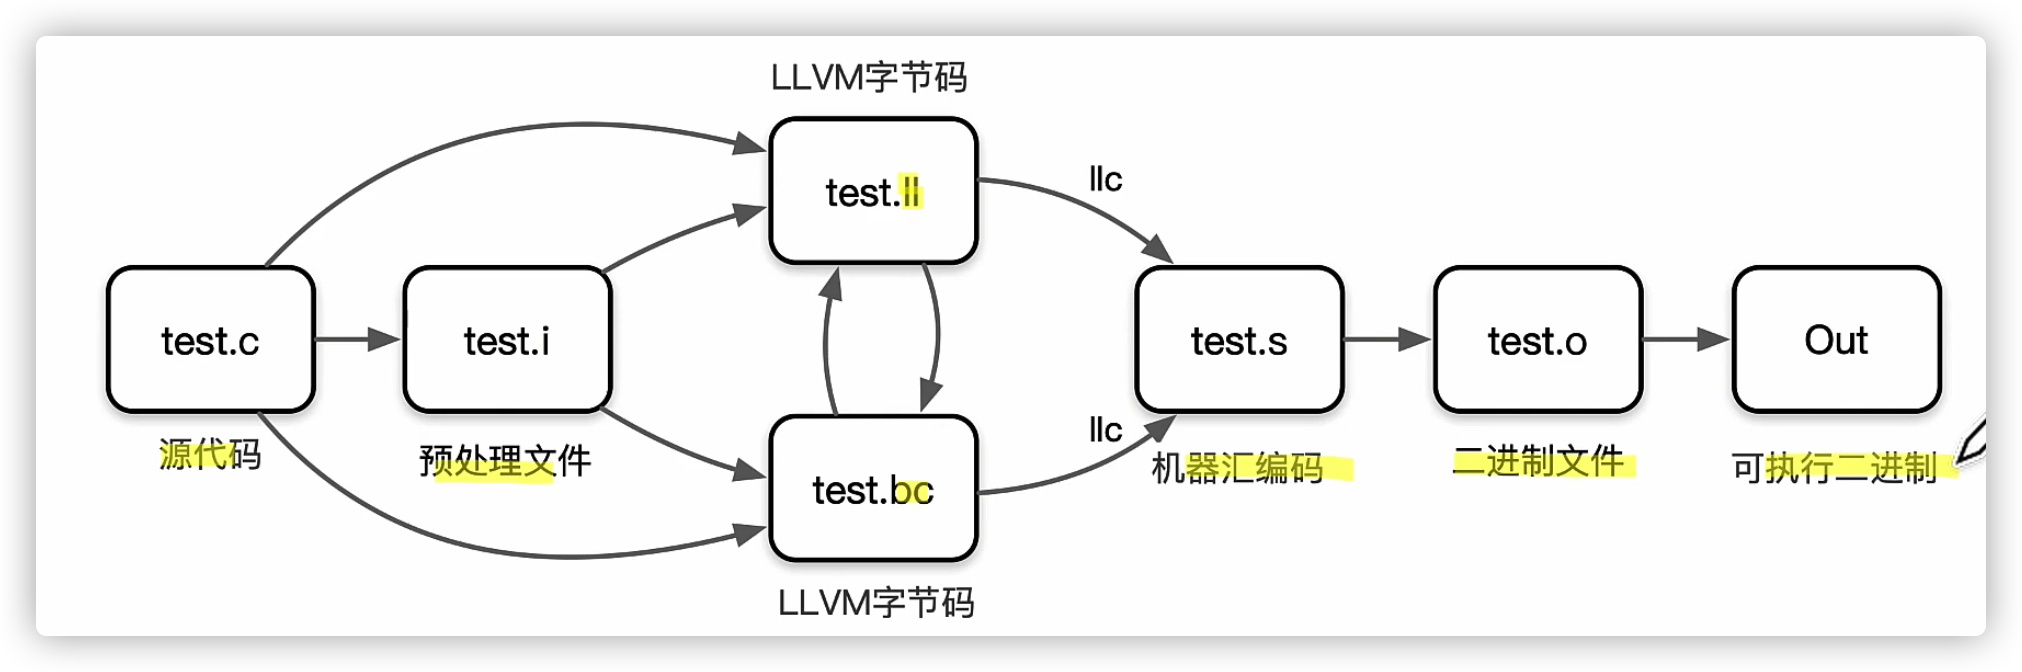 LLVM字节码
test.ll
llc
test.c
test.i
test.s
test.o
Out
源代码
预处理文件
test.bc
llc
机器汇编码
二进制文件
可执行二进制
LLVM字节码